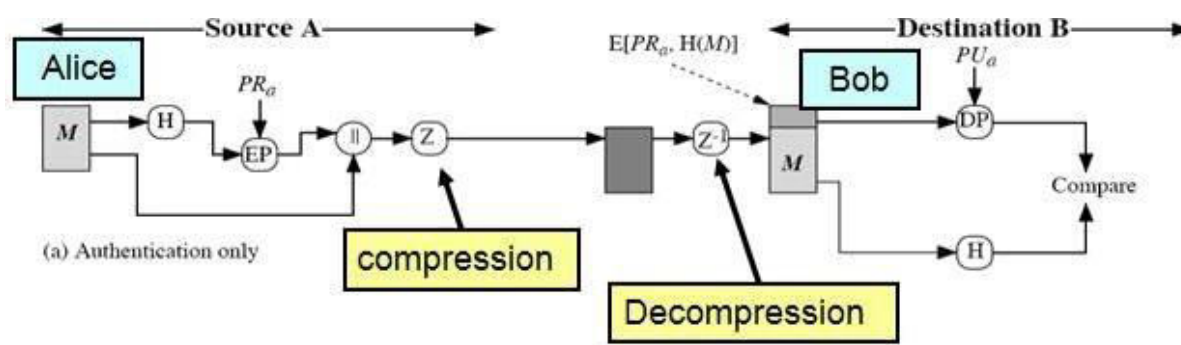 Source A
Destination B
Alice
E[PRa, H(M)]
Bob
PUa
PRa
M
H
EP
||
Z
Z-1
M
DP
Compare
H
(a) Authentication only
compression
Decompression